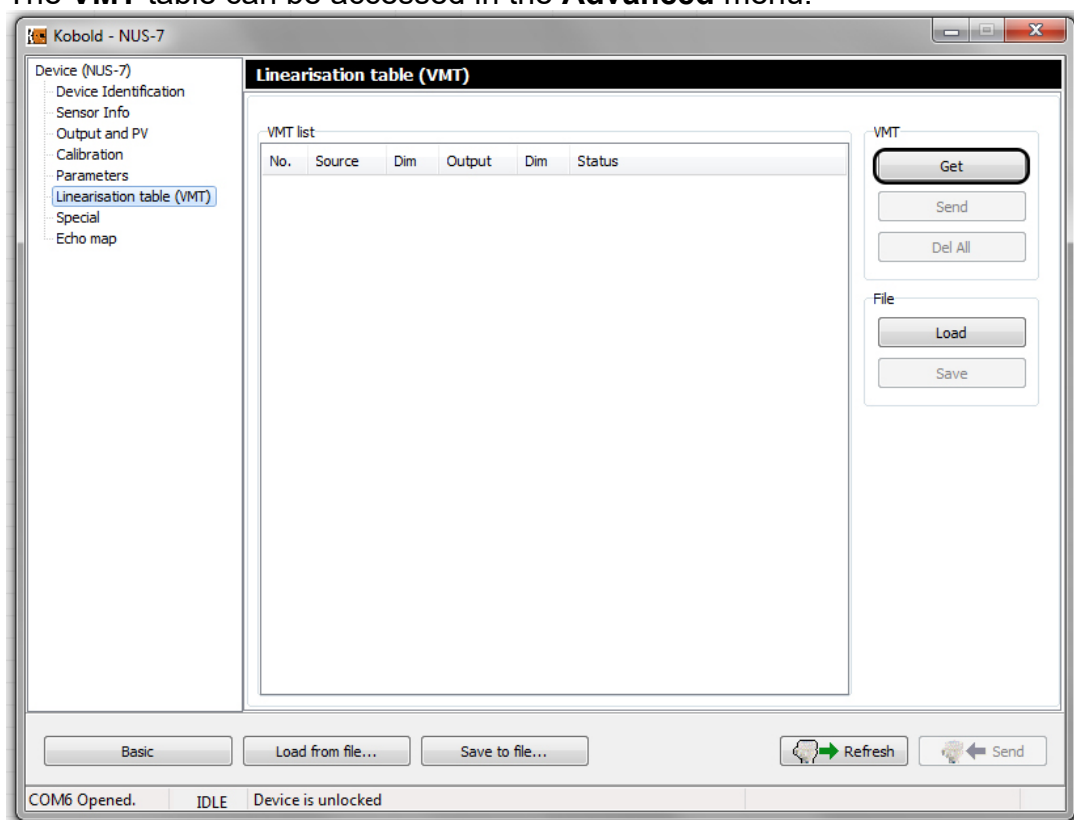 The VMT table can be accessed in the Advanced menu.
Kobold - NUS-7
Device (NUS-7)
Device Identification
Sensor Info
Output and PV
Calibration
Parameters
Linearisation table (VMT)
Special
Echo map
Linearisation table (VMT)
VMT list
No. Source Dim Output Dim Status
VMT
Get
Send
Del All
File
Load
Save
Basic Load from file... Save to file... Refresh Send
COM6 Opened. IDLE Device is unlocked